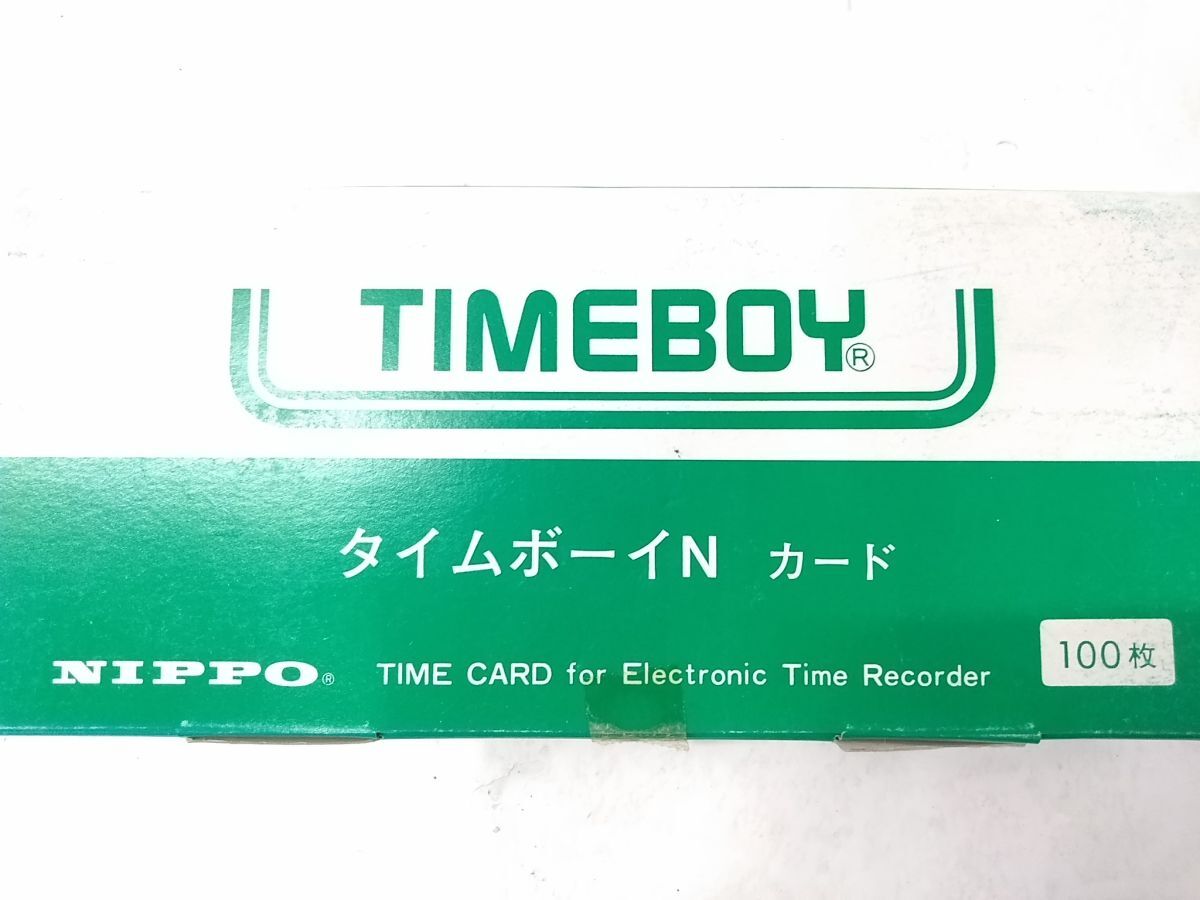 TIMEBOY®
タイムボーイN カード
NIPPO® TIME CARD for Electronic Time Recorder
100枚